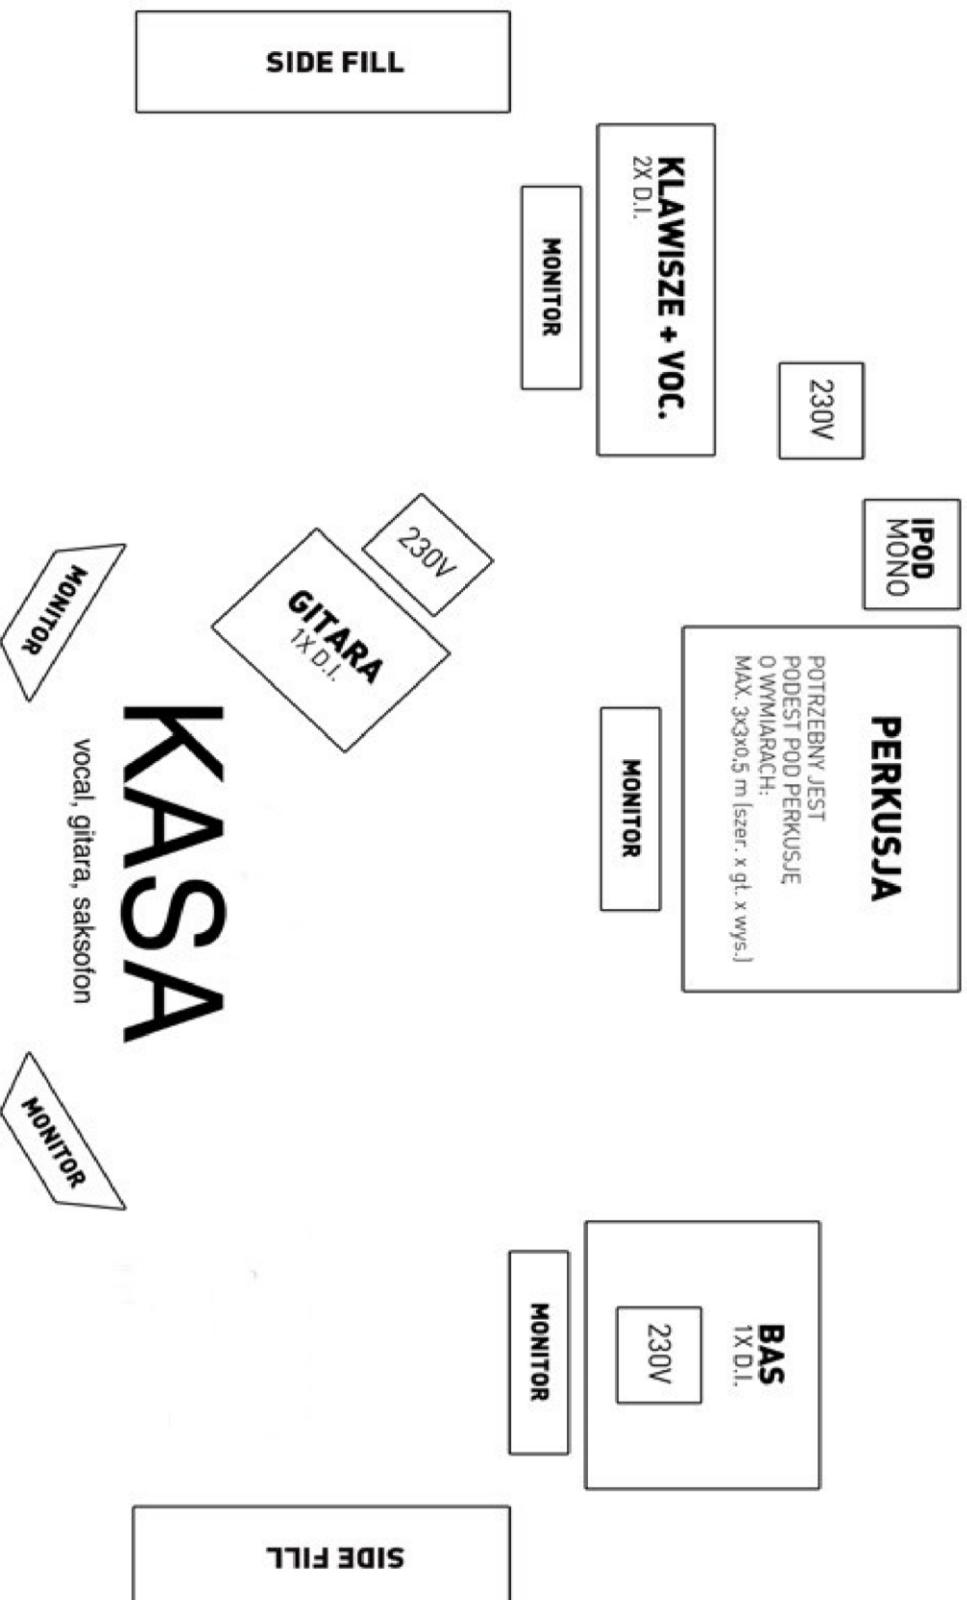 SIDE FILL
KLAWISZE + VOC.
2X D.I.
MONITOR
230V
IPOD
MONO
230V
GITARA
1X D.I.
MONITOR
PERKUSJA
POTRZEBNY JEST
PODEST POD PERKUSJĘ
O WYMIARACH:
MAX. 3x3x0,5 m (szer. x gł. x wys.)
MONITOR
KASA
vocal, gitara, saksofon
MONITOR
BAS
1X D.I.
230V
MONITOR
SIDE FILL